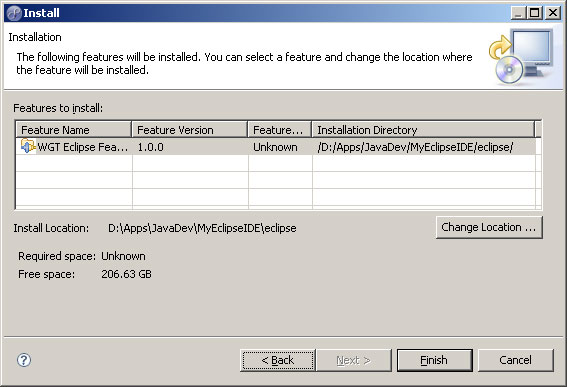 Install
Installation
The following features will be installed. You can select a feature and change the location where
the feature will be installed.
Features to install:
Feature Name Feature Version Feature... Installation Directory
WGT Eclipse Fea... 1.0.0 Unknown /D:/Apps/JavaDev/MyEclipseIDE/eclipse/
Install Location: D:\Apps\JavaDev\MyEclipseIDE\eclipse Change Location ...
Required space: Unknown
Free space: 206.63 GB
? < Back Next > Finish Cancel